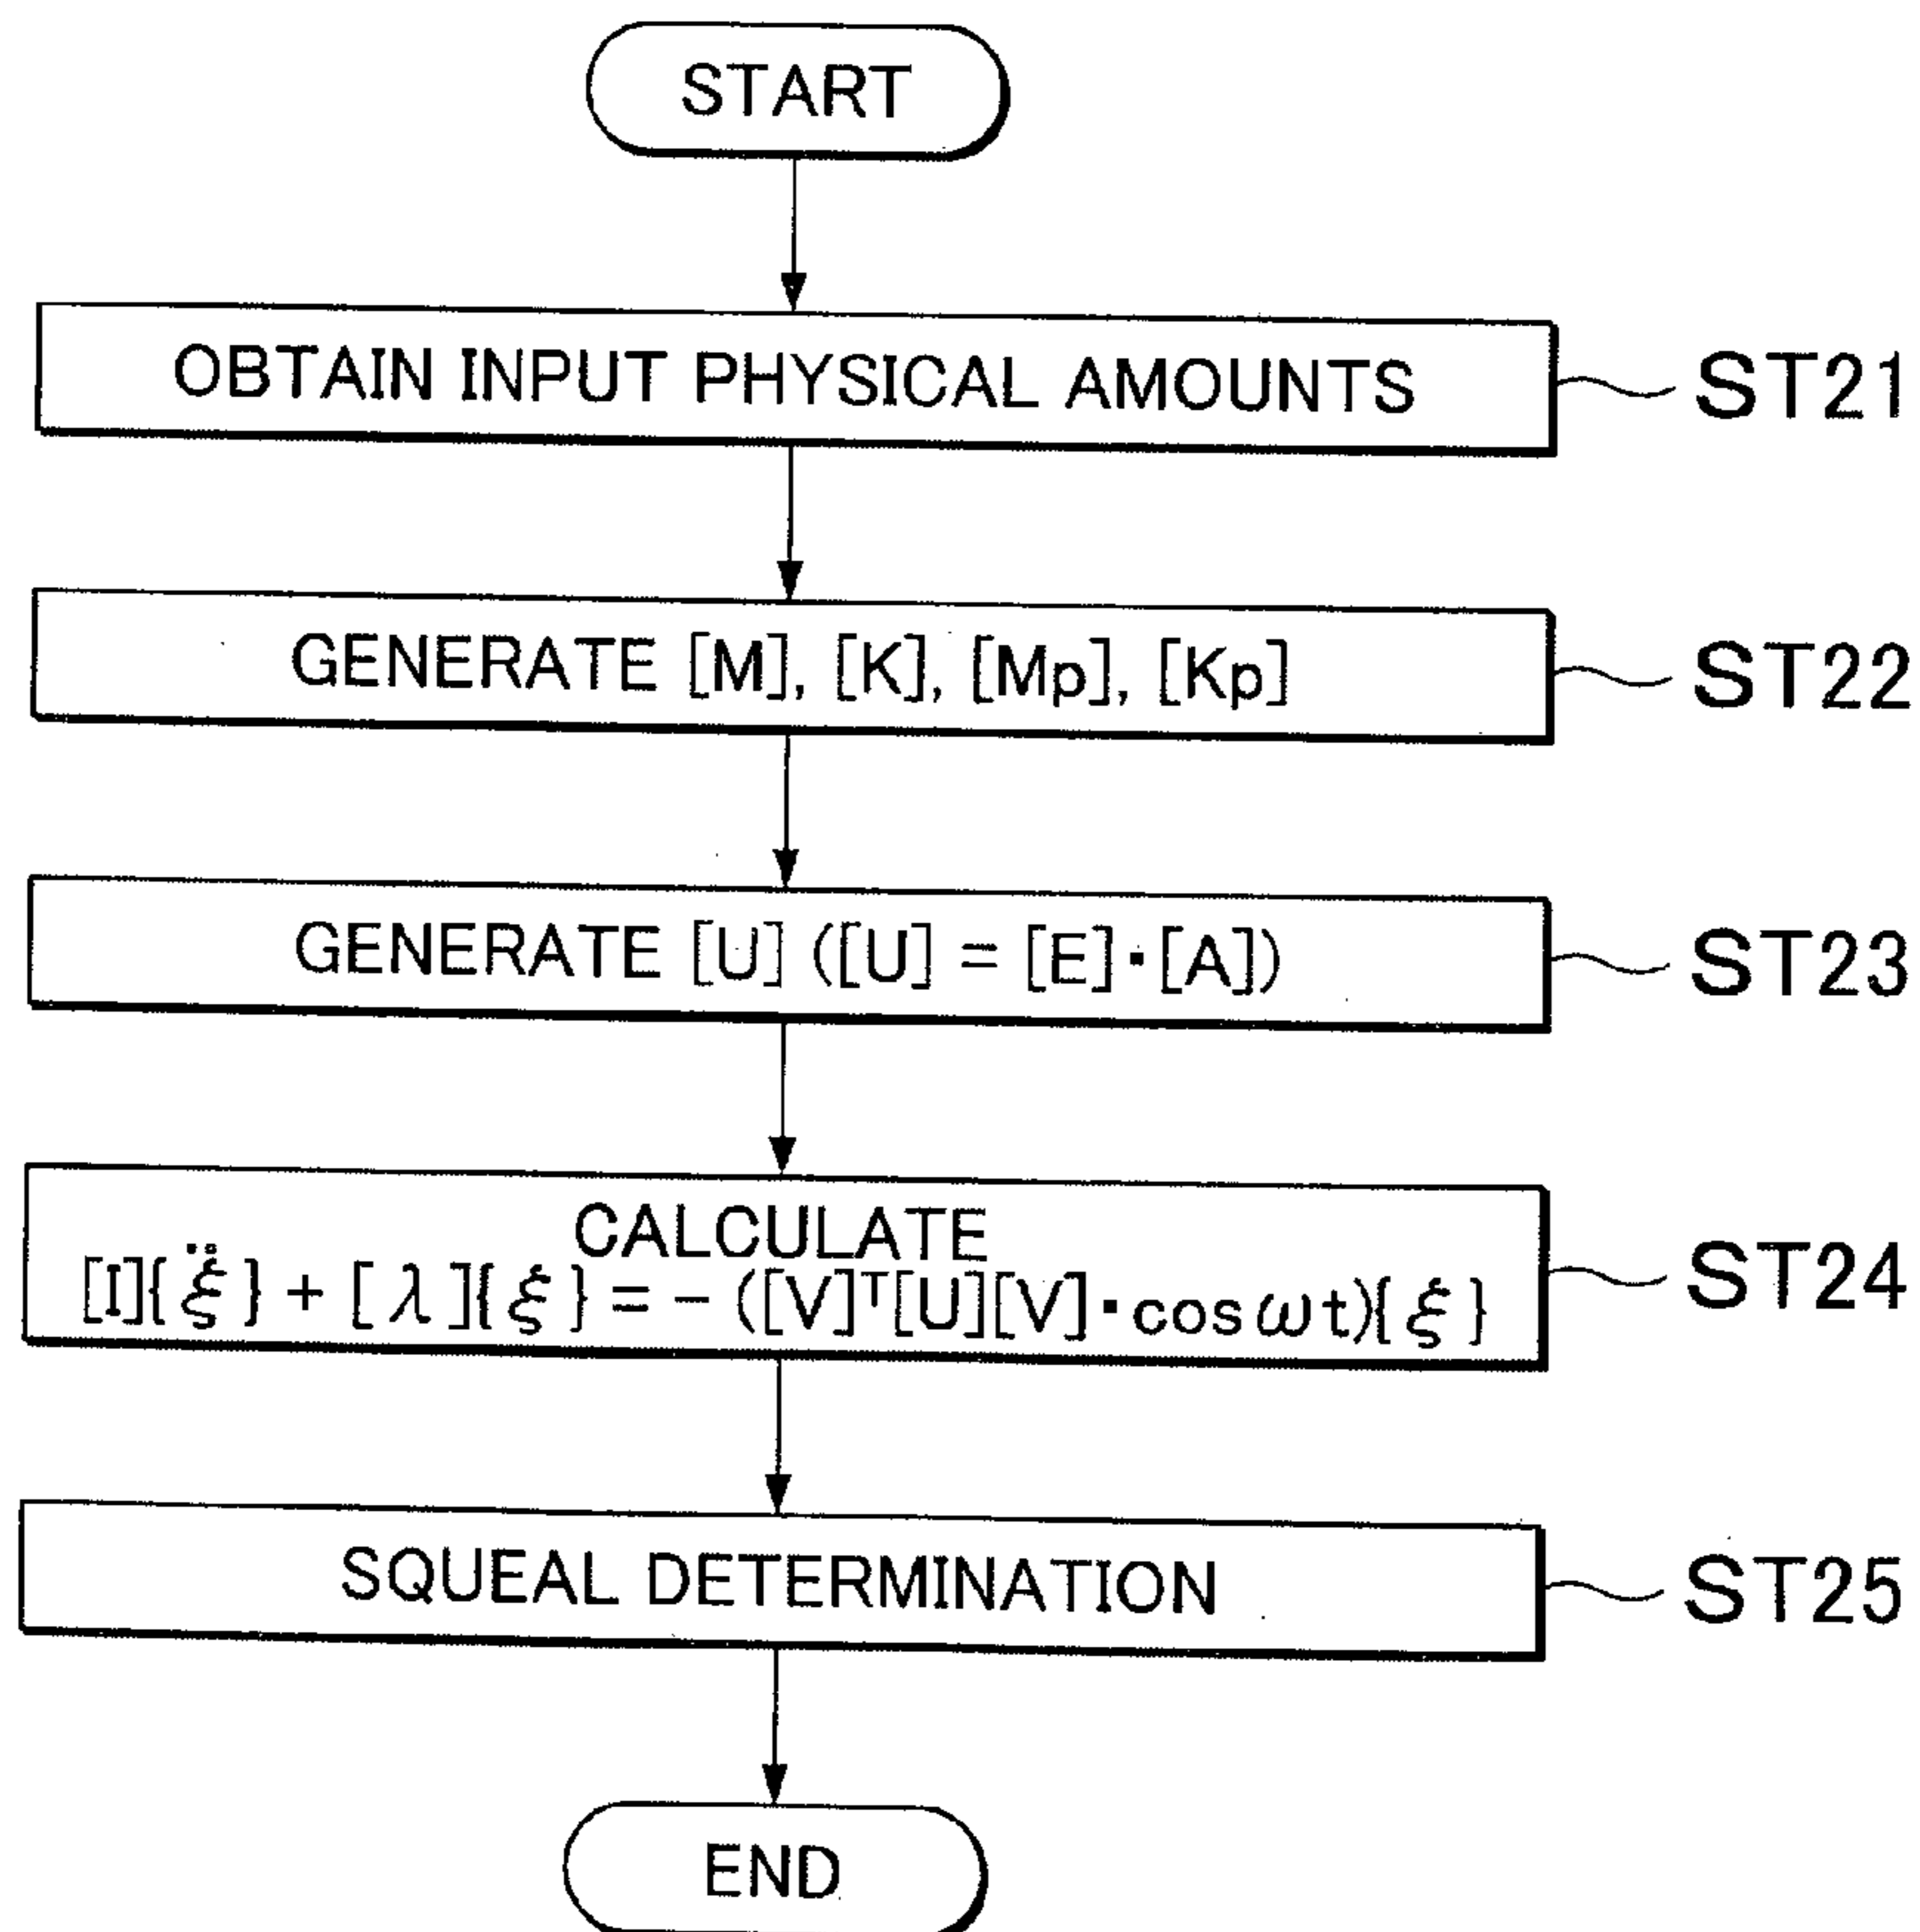 START
OBTAIN INPUT PHYSICAL AMOUNTS
ST21
GENERATE [M], [K], [Mp], [Kp]
ST22
GENERATE [U] ([U] = [E]·[A])
ST23
CALCULATE
[I]{ξ̈} + [λ]{ξ} = − ([V]ᵀ[U][V]·cosωt){ξ}
ST24
SQUEAL DETERMINATION
ST25
END